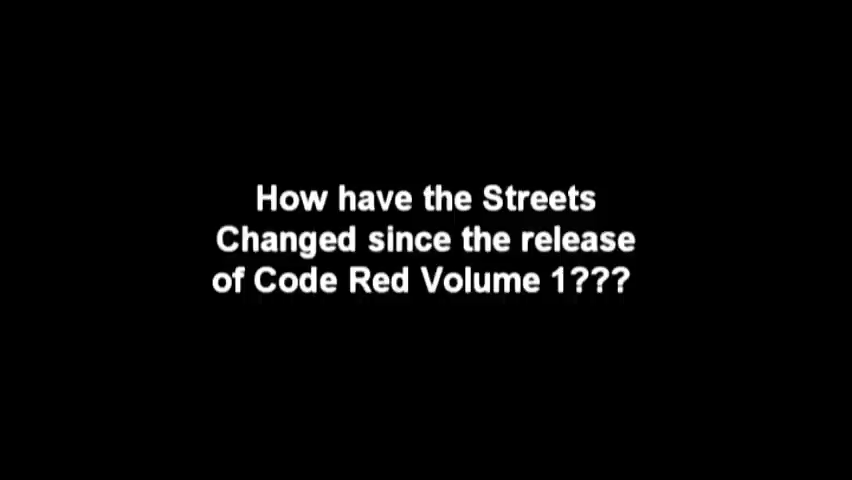 How have the Streets
Changed since the release
of Code Red Volume 1???